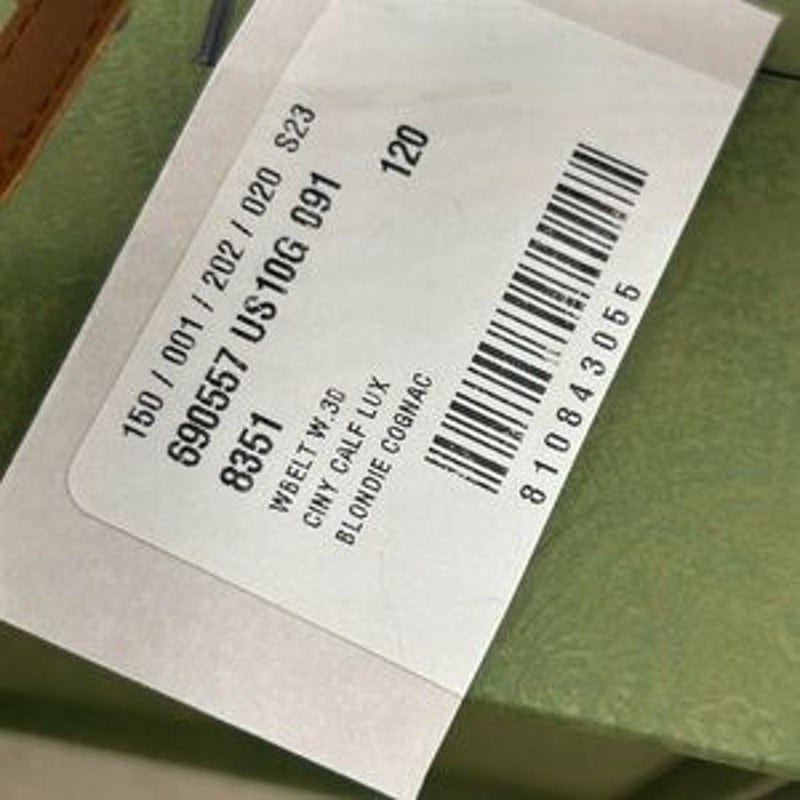 150 / 001 / 202 / 020 S23
690557 US10G 091
8351
120
WBELT W.30
CINY CALF LUX
BLONDIE COGNAC
810843055